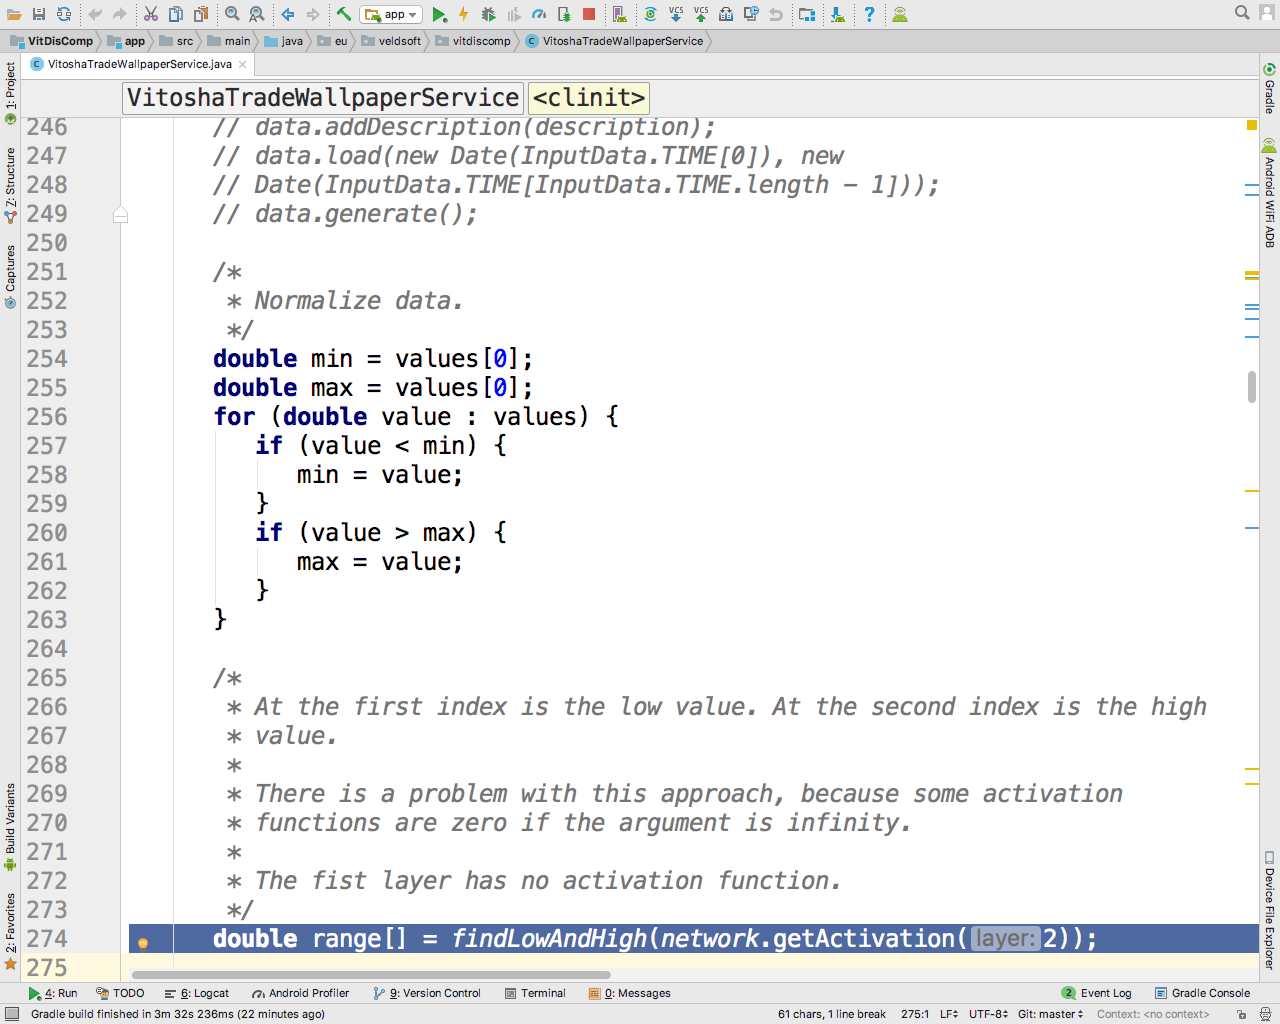 app
VitDisComp app src main java eu veldsoft vitdiscomp VitoshaTradeWallpaperService
VitoshaTradeWallpaperService.java
VitoshaTradeWallpaperService <clinit>
1: Project
Z: Structure
Captures
Build Variants
2: Favorites
246 // data.addDescription(description);
247 // data.load(new Date(InputData.TIME[0]), new
248 // Date(InputData.TIME[InputData.TIME.length - 1]));
249 // data.generate();
250
251 /*
252 * Normalize data.
253 */
254 double min = values[0];
255 double max = values[0];
256 for (double value : values) {
257 if (value < min) {
258 min = value;
259 }
260 if (value > max) {
261 max = value;
262 }
263 }
264
265 /*
266 * At the first index is the low value. At the second index is the high
267 * value.
268 *
269 * There is a problem with this approach, because some activation
270 * functions are zero if the argument is infinity.
271 *
272 * The fist layer has no activation function.
273 */
274 double range[] = findLowAndHigh(network.getActivation( layer: 2));
275
Gradle
Android WiFi ADB
Device File Explorer
4: Run TODO 6: Logcat Android Profiler 9: Version Control Terminal 0: Messages 2 Event Log Gradle Console
Gradle build finished in 3m 32s 236ms (22 minutes ago) 61 chars, 1 line break 275:1 LF UTF-8 Git: master Context: <no context>